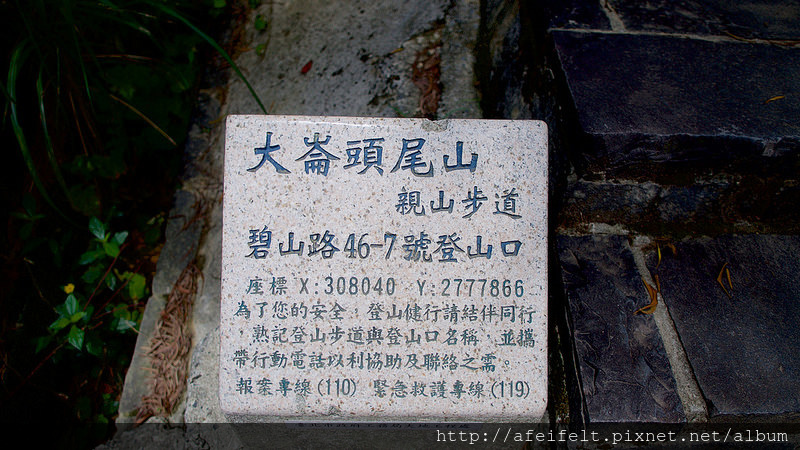 大崙頭尾山
親山步道
碧山路46-7號登山口
座標 X:308040 Y:2777866
為了您的安全，登山健行請結伴同行
，熟記登山步道與登山口名稱，並攜
帶行動電話以利協助及聯絡之需。
報案專線(110) 緊急救護專線(119)
http://afeifelt.pixnet.net/album